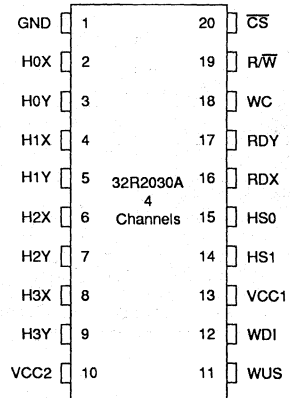 GND 1 20 C̅S̅
H0X 2 19 R/W̅
H0Y 3 18 WC
H1X 4 17 RDY
H1Y 5 16 RDX
32R2030A
4
Channels
H2X 6 15 HS0
H2Y 7 14 HS1
H3X 8 13 VCC1
H3Y 9 12 WDI
VCC2 10 11 WUS